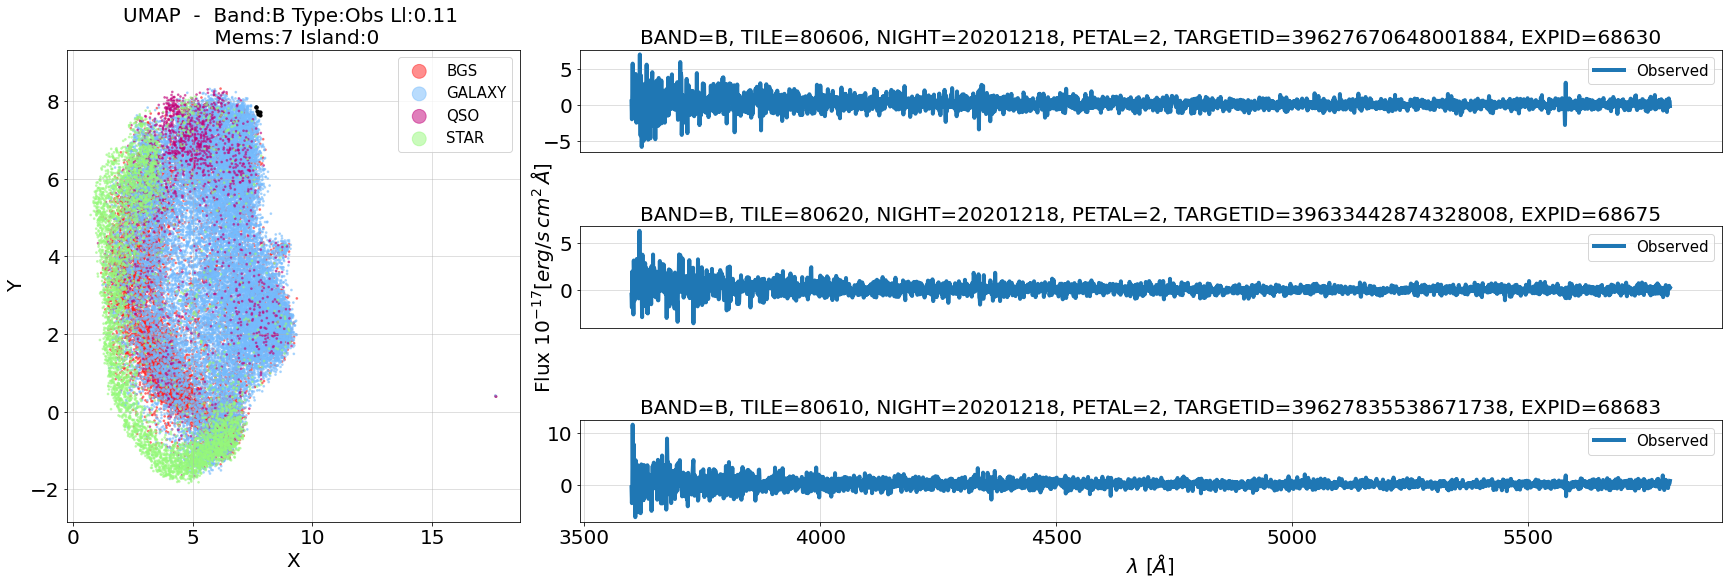 UMAP - Band:B Type:Obs Ll:0.11
Mems:7 Island:0
BGS
GALAXY
QSO
STAR
8
6
4
2
0
−2
Y
0
5
10
15
X
BAND=B, TILE=80606, NIGHT=20201218, PETAL=2, TARGETID=39627670648001884, EXPID=68630
Observed
5
0
−5
Flux 10^{-17}[erg/s cm^2 Å]
BAND=B, TILE=80620, NIGHT=20201218, PETAL=2, TARGETID=39633442874328008, EXPID=68675
Observed
5
0
BAND=B, TILE=80610, NIGHT=20201218, PETAL=2, TARGETID=39627835538671738, EXPID=68683
Observed
10
0
3500
4000
4500
5000
5500
λ [Å]